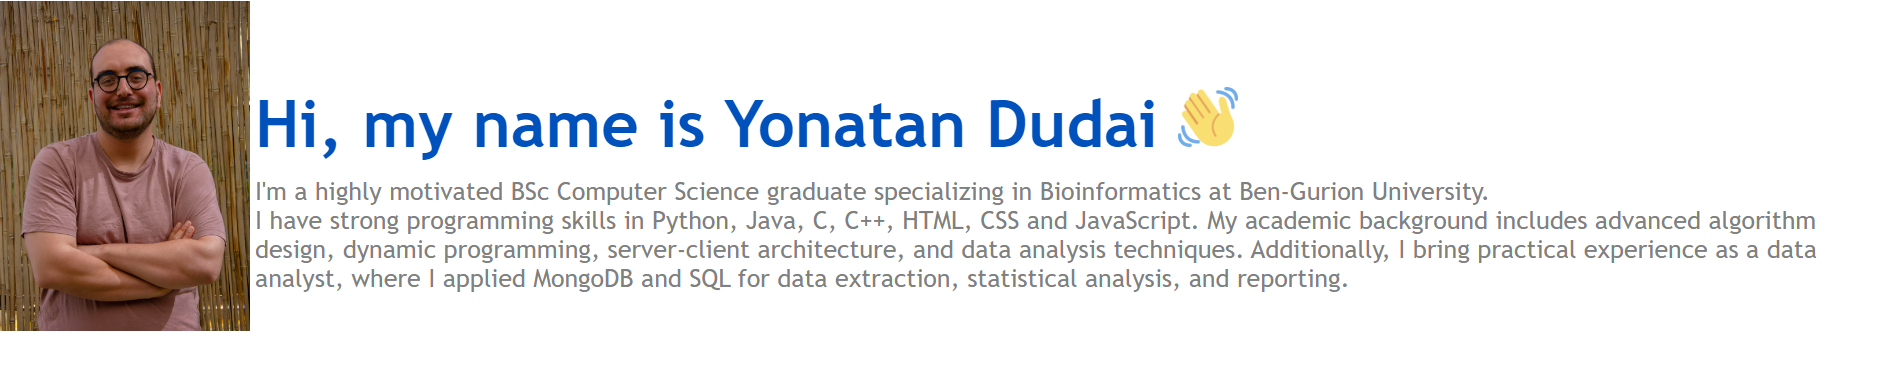 Hi, my name is Yonatan Dudai 👋
I'm a highly motivated BSc Computer Science graduate specializing in Bioinformatics at Ben-Gurion University.
I have strong programming skills in Python, Java, C, C++, HTML, CSS and JavaScript. My academic background includes advanced algorithm
design, dynamic programming, server-client architecture, and data analysis techniques. Additionally, I bring practical experience as a data
analyst, where I applied MongoDB and SQL for data extraction, statistical analysis, and reporting.